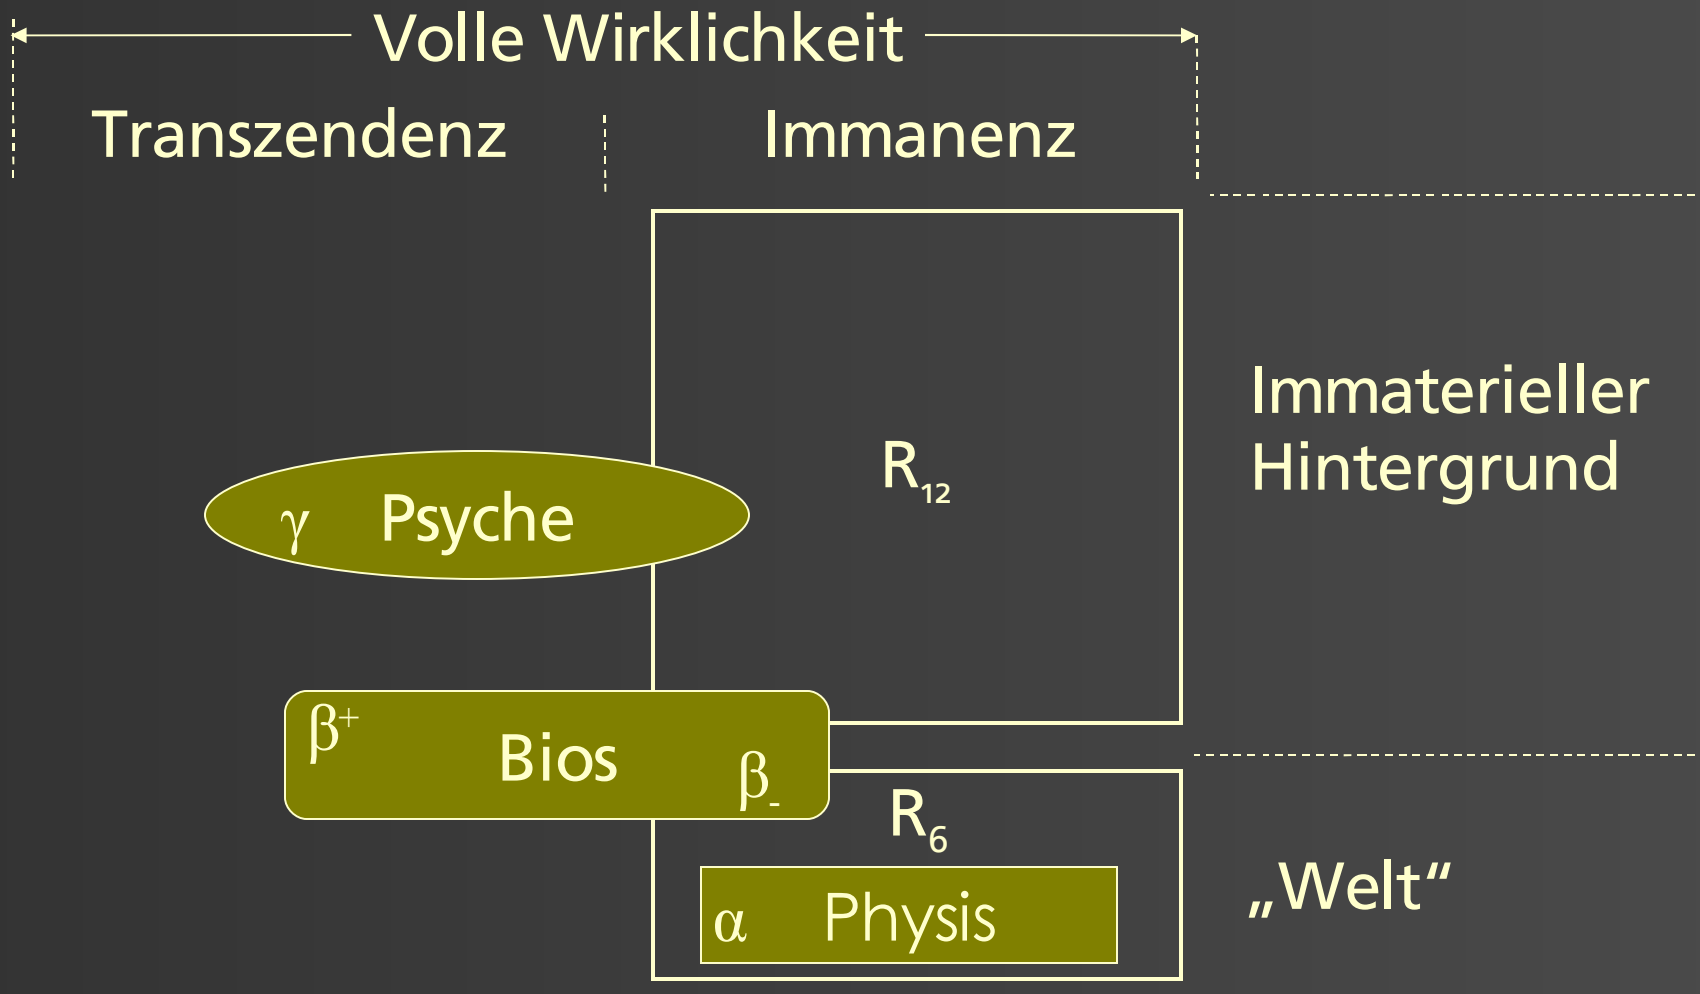 Volle Wirklichkeit
Transzendenz Immanenz
Immaterieller
Hintergrund
R₁₂
γ Psyche
β⁺ Bios β₋
R₆
„Welt“
α Physis